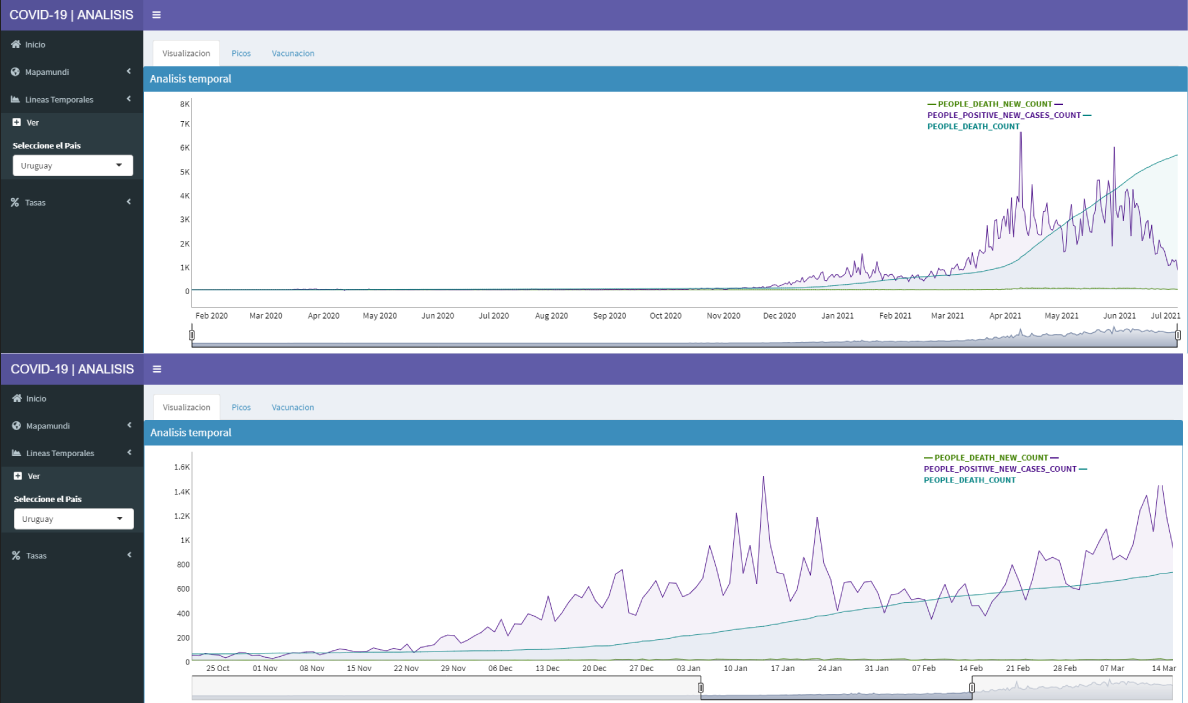 COVID-19 | ANALISIS
Inicio
Mapamundi
Lineas Temporales
Ver
Seleccione el País
Uruguay
Tasas
Visualizacion Picos Vacunacion
Analisis temporal
PEOPLE_DEATH_NEW_COUNT
PEOPLE_POSITIVE_NEW_CASES_COUNT
PEOPLE_DEATH_COUNT
8K
7K
6K
5K
4K
3K
2K
1K
0
Feb 2020 Mar 2020 Apr 2020 May 2020 Jun 2020 Jul 2020 Aug 2020 Sep 2020 Oct 2020 Nov 2020 Dec 2020 Jan 2021 Feb 2021 Mar 2021 Apr 2021 May 2021 Jun 2021 Jul 2021
COVID-19 | ANALISIS
Inicio
Mapamundi
Lineas Temporales
Ver
Seleccione el País
Uruguay
Tasas
Visualizacion Picos Vacunacion
Analisis temporal
PEOPLE_DEATH_NEW_COUNT
PEOPLE_POSITIVE_NEW_CASES_COUNT
PEOPLE_DEATH_COUNT
1.6K
1.4K
1.2K
1K
800
600
400
200
0
25 Oct 01 Nov 08 Nov 15 Nov 22 Nov 29 Nov 06 Dec 13 Dec 20 Dec 27 Dec 03 Jan 10 Jan 17 Jan 24 Jan 31 Jan 07 Feb 14 Feb 21 Feb 28 Feb 07 Mar 14 Mar